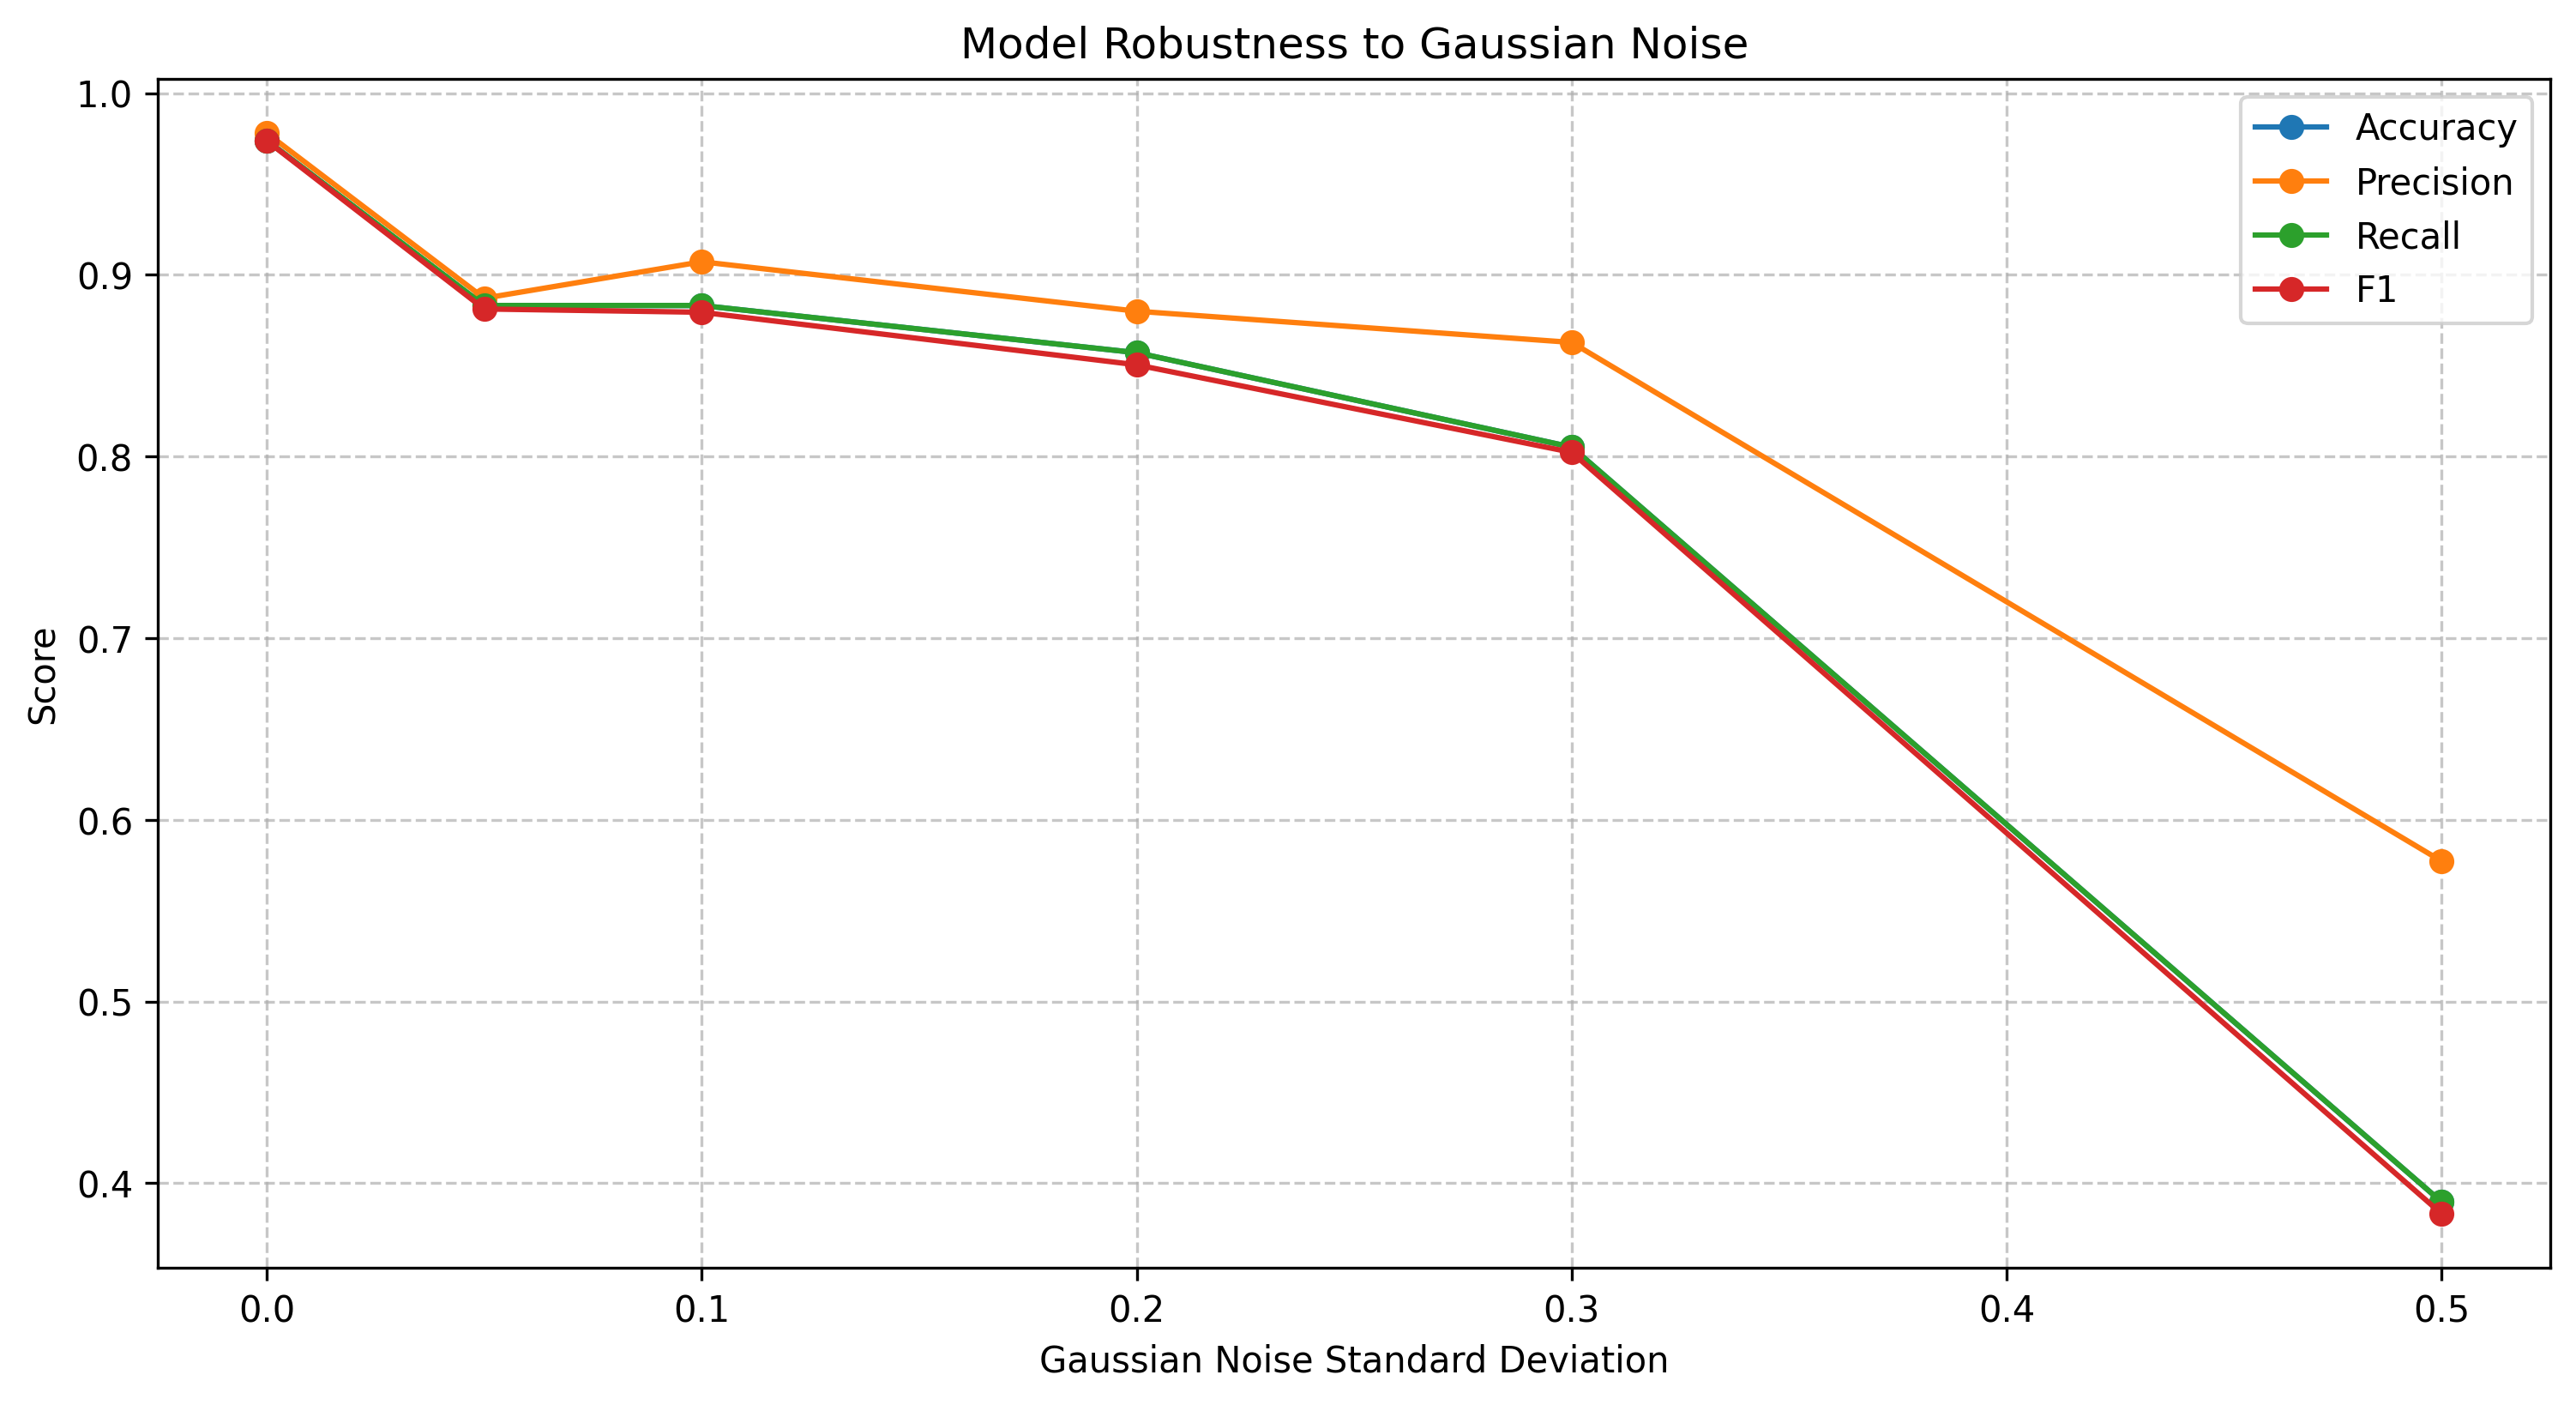 Model Robustness to Gaussian Noise
1.0
0.9
0.8
0.7
0.6
0.5
0.4
Score
Accuracy
Precision
Recall
F1
0.0 0.1 0.2 0.3 0.4 0.5
Gaussian Noise Standard Deviation